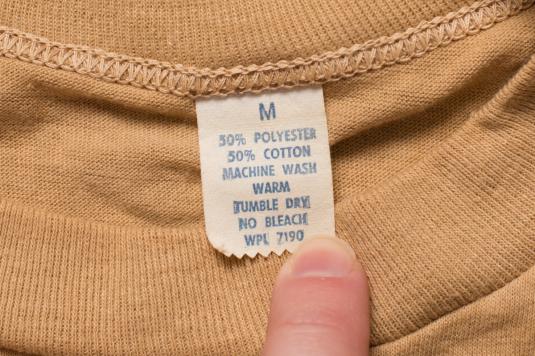 M
50% POLYESTER
50% COTTON
MACHINE WASH
WARM
TUMBLE DRY
NO BLEACH
WPL 7190